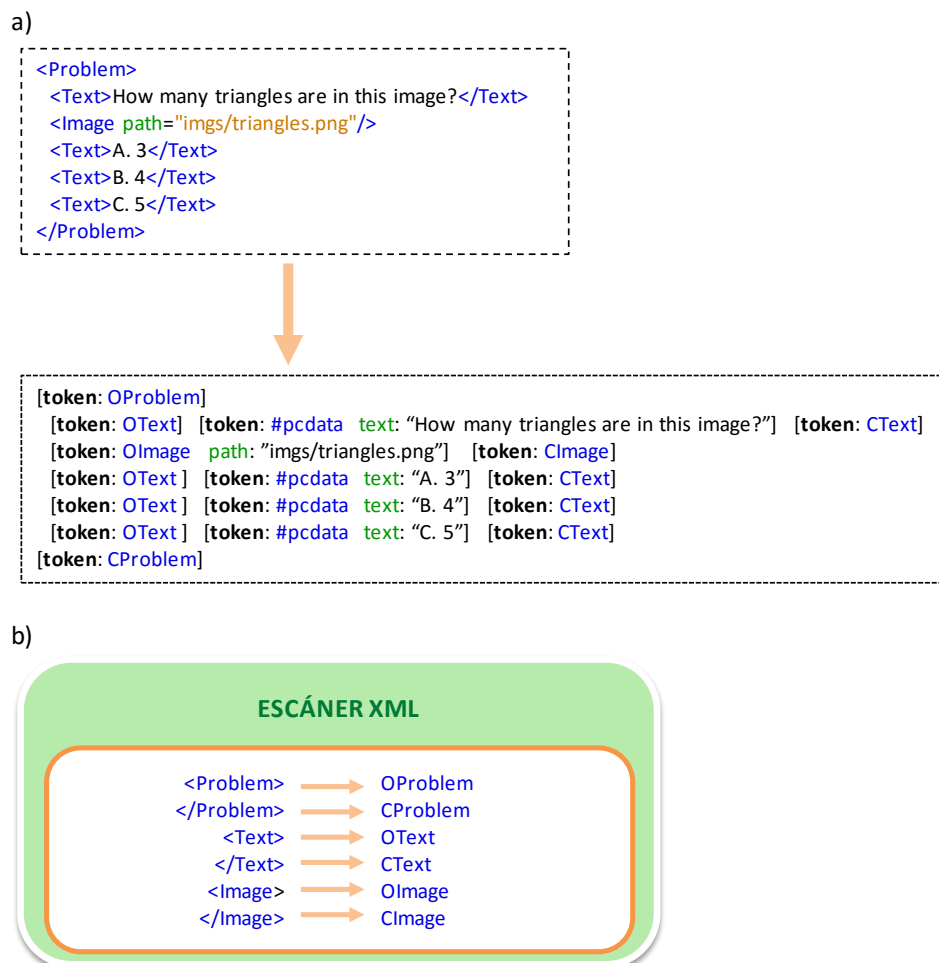 a)
<Problem>
<Text>How many triangles are in this image?</Text>
<Image path="imgs/triangles.png"/>
<Text>A. 3</Text>
<Text>B. 4</Text>
<Text>C. 5</Text>
</Problem>
[token: OProblem]
[token: OText] [token: #pcdata text: “How many triangles are in this image?”] [token: CText]
[token: OImage path: ”imgs/triangles.png”] [token: CImage]
[token: OText ] [token: #pcdata text: “A. 3”] [token: CText]
[token: OText ] [token: #pcdata text: “B. 4”] [token: CText]
[token: OText ] [token: #pcdata text: “C. 5”] [token: CText]
[token: CProblem]
b)
ESCÁNER XML
<Problem> OProblem
</Problem> CProblem
<Text> OText
</Text> CText
<Image> OImage
</Image> CImage